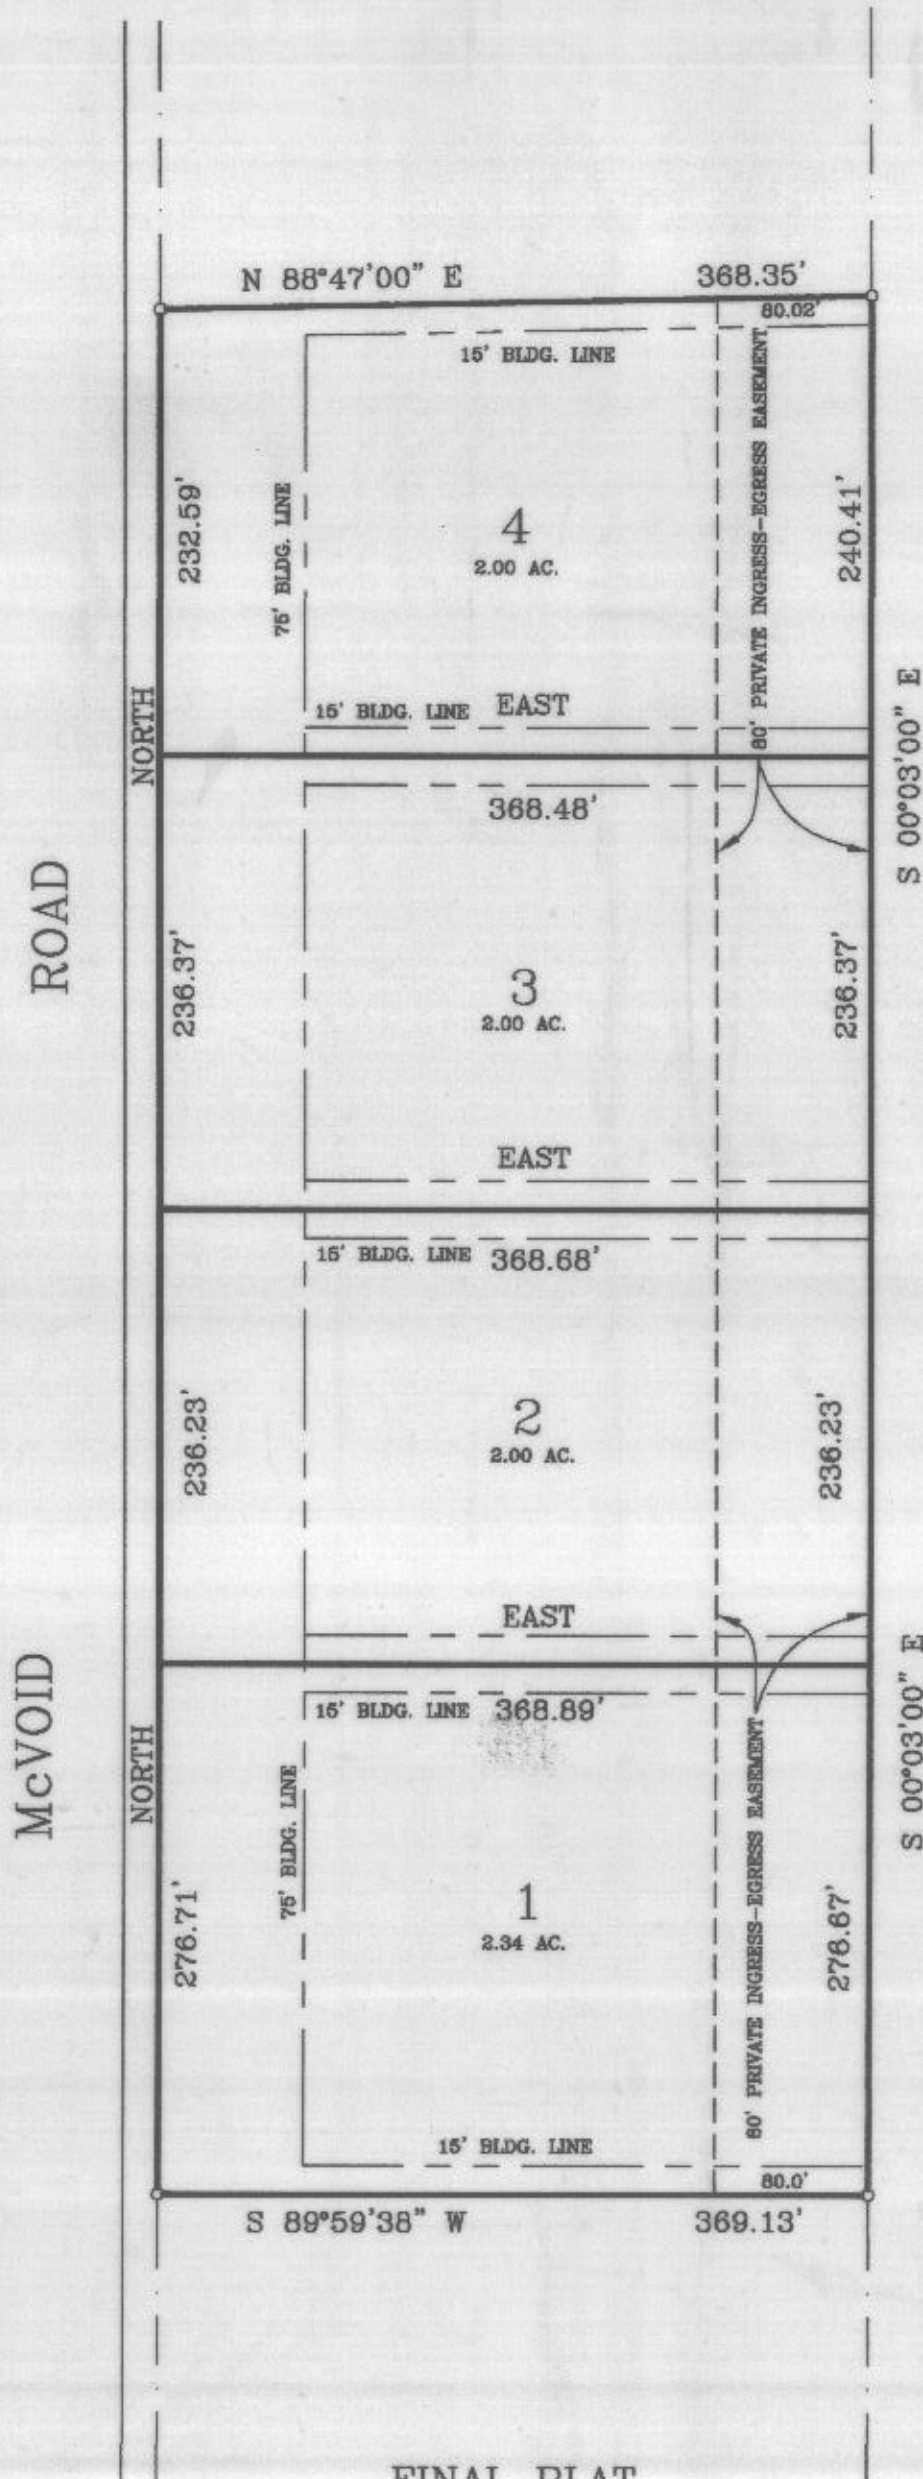 N 88°47'00" E 368.35'
80.02'
15' BLDG. LINE
75' BLDG. LINE
232.59'
4
2.00 AC.
80' PRIVATE INGRESS-EGRESS EASEMENT
240.41'
S 00°03'00" E
NORTH
15' BLDG. LINE EAST
368.48'
ROAD
236.37'
3
2.00 AC.
236.37'
EAST
15' BLDG. LINE 368.68'
236.23'
2
2.00 AC.
236.23'
EAST
15' BLDG. LINE 368.89'
McVOID
NORTH
75' BLDG. LINE
276.71'
1
2.34 AC.
80' PRIVATE INGRESS-EGRESS EASEMENT
276.67'
S 00°03'00" E
15' BLDG. LINE
80.0'
S 89°59'38" W 369.13'
FINAL PLAT